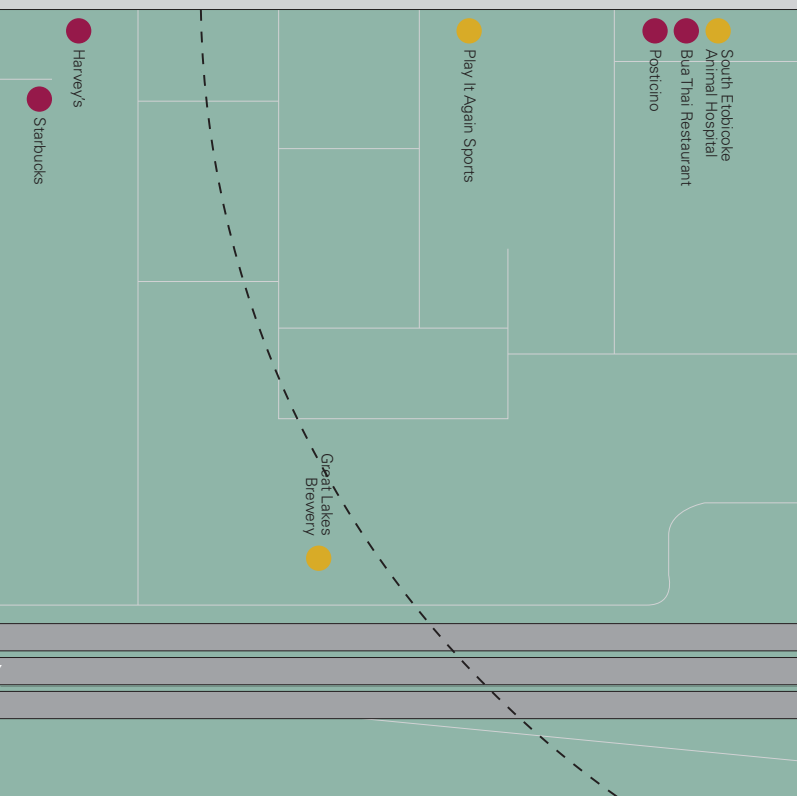 Harvey's
Starbucks
Play It Again Sports
Posticino
Bua Thai Restaurant
South Etobicoke
Animal Hospital
Great Lakes
Brewery